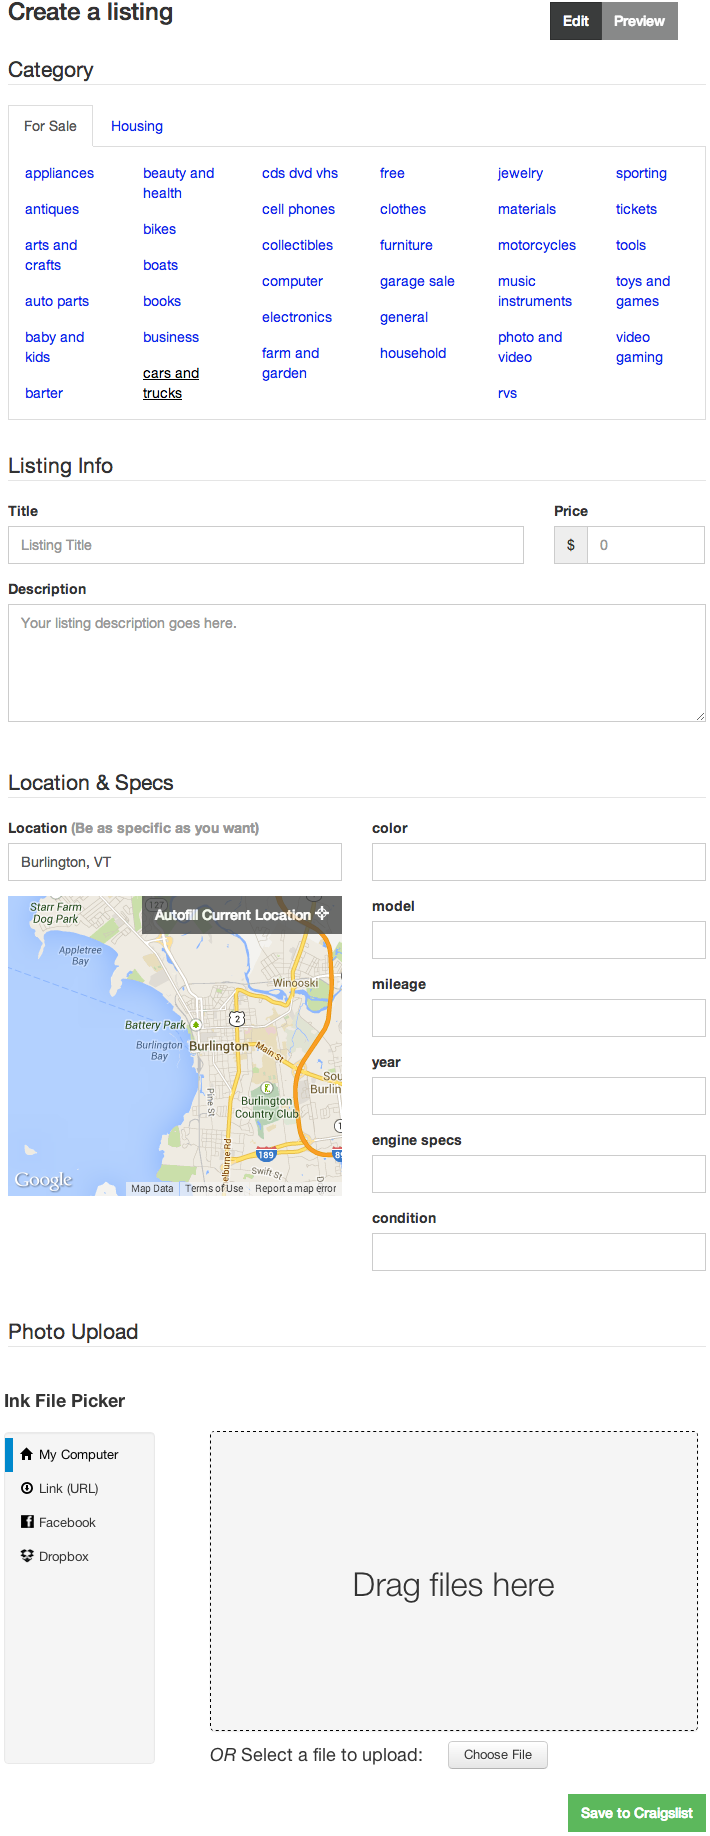 Create a listing
Edit Preview
Category
For Sale Housing
appliances
antiques
arts and
crafts
auto parts
baby and
kids
barter
beauty and
health
bikes
boats
books
business
cars and
trucks
cds dvd vhs
cell phones
collectibles
computer
electronics
farm and
garden
free
clothes
furniture
garage sale
general
household
jewelry
materials
motorcycles
music
instruments
photo and
video
rvs
sporting
tickets
tools
toys and
games
video
gaming
Listing Info
Title
Listing Title
Price
$ 0
Description
Your listing description goes here.
Location & Specs
Location (Be as specific as you want)
Burlington, VT
Autofill Current Location
127
Starr Farm
Dog Park
Appletree
Bay
Winooski
2
Battery Park
Burlington
Burlington
Bay
Main St
Sou
Burlin
Burlington
Country Club
Pine St
elburne Rd
189
89
Swift St
Google
Map Data Terms of Use Report a map error
color
model
mileage
year
engine specs
condition
Photo Upload
Ink File Picker
My Computer
Link (URL)
Facebook
Dropbox
Drag files here
OR Select a file to upload: Choose File
Save to Craigslist